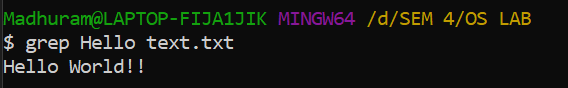 Madhuram@LAPTOP-FIJA1JIK MINGW64 /d/SEM 4/OS LAB
$ grep Hello text.txt
Hello World!!